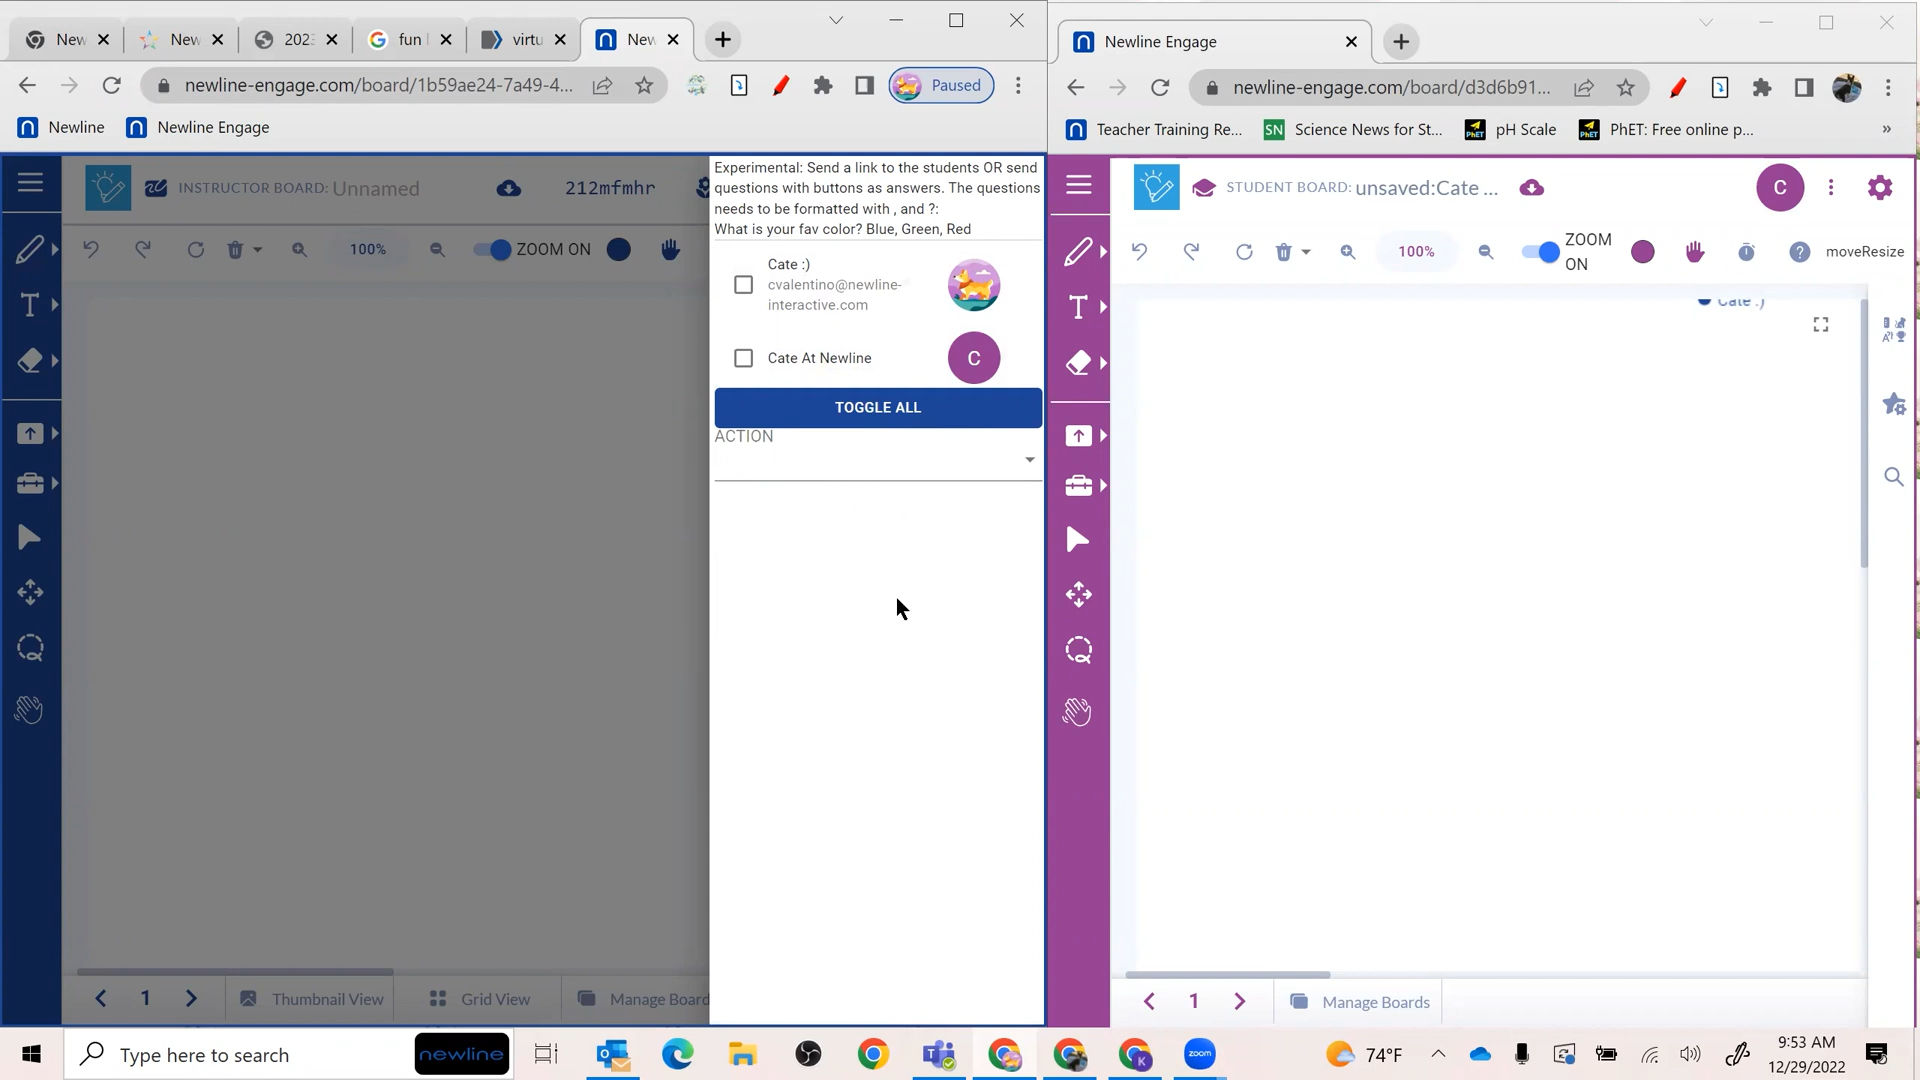 New
New
202
fun
virtu
New
newline-engage.com/board/1b59ae24-7a49-4...
Paused
Newline
Newline Engage
INSTRUCTOR BOARD: Unnamed
212mfmhr
100%
ZOOM ON
Experimental: Send a link to the students OR send
questions with buttons as answers. The questions
needs to be formatted with , and ?:
What is your fav color? Blue, Green, Red
Cate :)
cvalentino@newline-
interactive.com
Cate At Newline
C
TOGGLE ALL
ACTION
1
Thumbnail View
Grid View
Manage Board
Newline Engage
newline-engage.com/board/d3d6b91...
Teacher Training Re...
SN Science News for St...
PhET pH Scale
PhET PhET: Free online p...
»
STUDENT BOARD: unsaved:Cate ...
C
100%
ZOOM
ON
moveResize
Cate :)
1
Manage Boards
Type here to search
newline
K
zoom
74°F
9:53 AM
12/29/2022